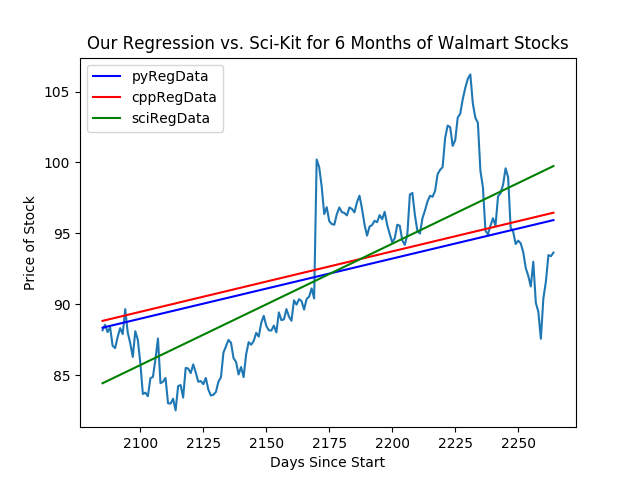 Our Regression vs. Sci-Kit for 6 Months of Walmart Stocks
pyRegData
cppRegData
sciRegData
105
100
95
90
85
Price of Stock
2100 2125 2150 2175 2200 2225 2250
Days Since Start